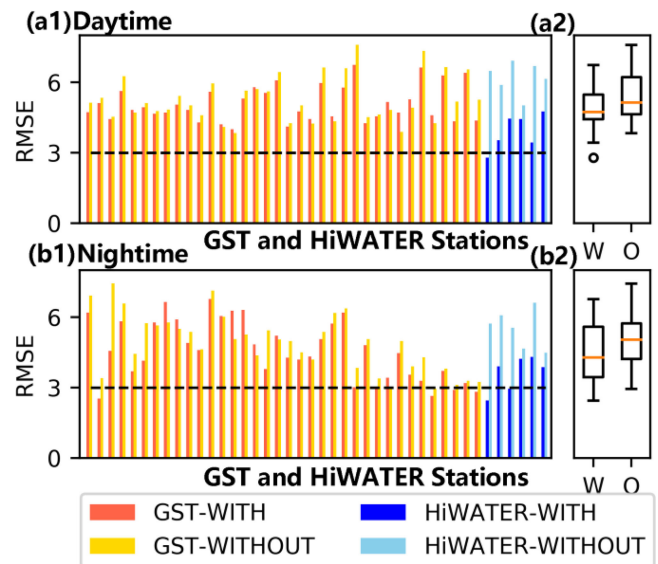 (a1)Daytime
(a2)
RMSE
6
3
0
GST and HiWATER Stations
W O
(b1)Nightime
(b2)
RMSE
6
3
0
GST and HiWATER Stations
W O
GST-WITH
HiWATER-WITH
GST-WITHOUT
HiWATER-WITHOUT